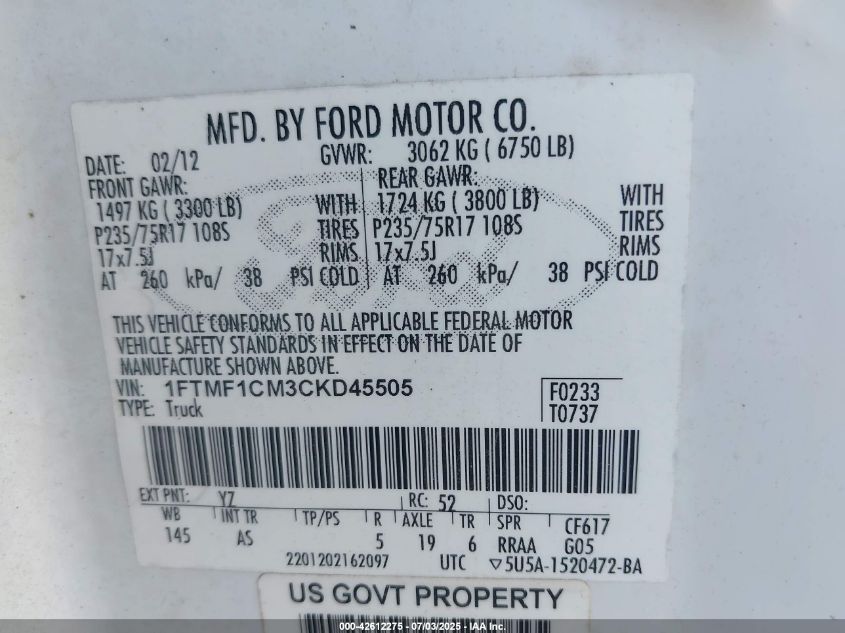 MFD. BY FORD MOTOR CO.
DATE: 02/12 GVWR: 3062 KG ( 6750 LB)
FRONT GAWR: REAR GAWR:
1497 KG ( 3300 LB) WITH 1724 KG ( 3800 LB) WITH
P235/75R17 108S TIRES P235/75R17 108S TIRES
17x7.5J RIMS 17x7.5J RIMS
AT 260 kPa/ 38 PSI COLD AT 260 kPa/ 38 PSI COLD
THIS VEHICLE CONFORMS TO ALL APPLICABLE FEDERAL MOTOR
VEHICLE SAFETY STANDARDS IN EFFECT ON THE DATE OF
MANUFACTURE SHOWN ABOVE.
VIN: 1FTMF1CM3CKD45505 F0233
TYPE: Truck T0737
EXT PNT: YZ RC: 52 DSO:
WB INT TR TP/PS R AXLE TR SPR CF617
145 AS 5 19 6 RRAA G05
2201202162097 UTC ▽5U5A-1520472-BA
US GOVT PROPERTY
000-42612275 - 07/03/2025 - IAA Inc.